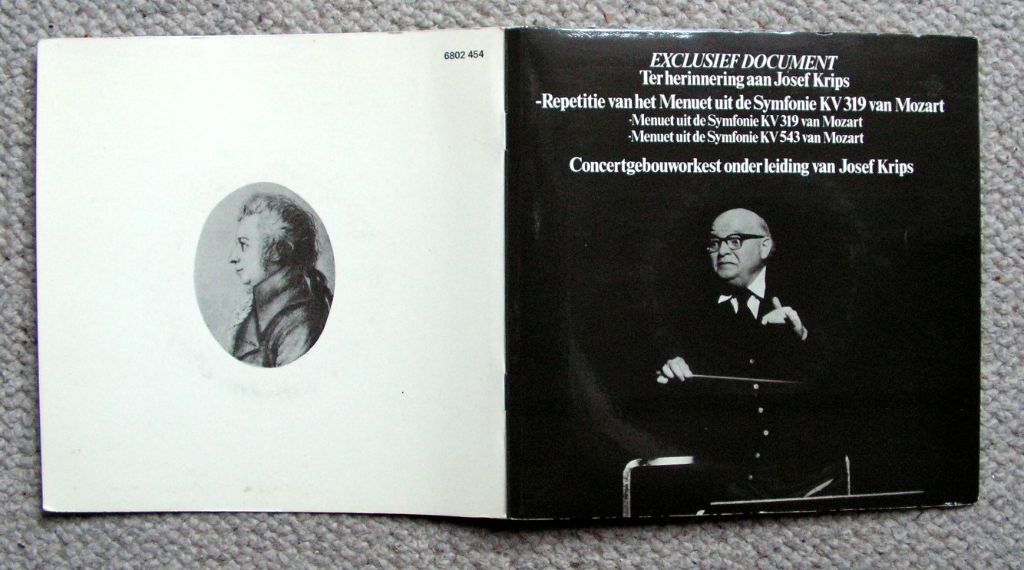 6802 454
EXCLUSIEF DOCUMENT
Ter herinnering aan Josef Krips
-Repetitie van het Menuet uit de Symfonie KV 319 van Mozart
-Menuet uit de Symfonie KV 319 van Mozart
-Menuet uit de Symfonie KV 543 van Mozart
Concertgebouworkest onder leiding van Josef Krips